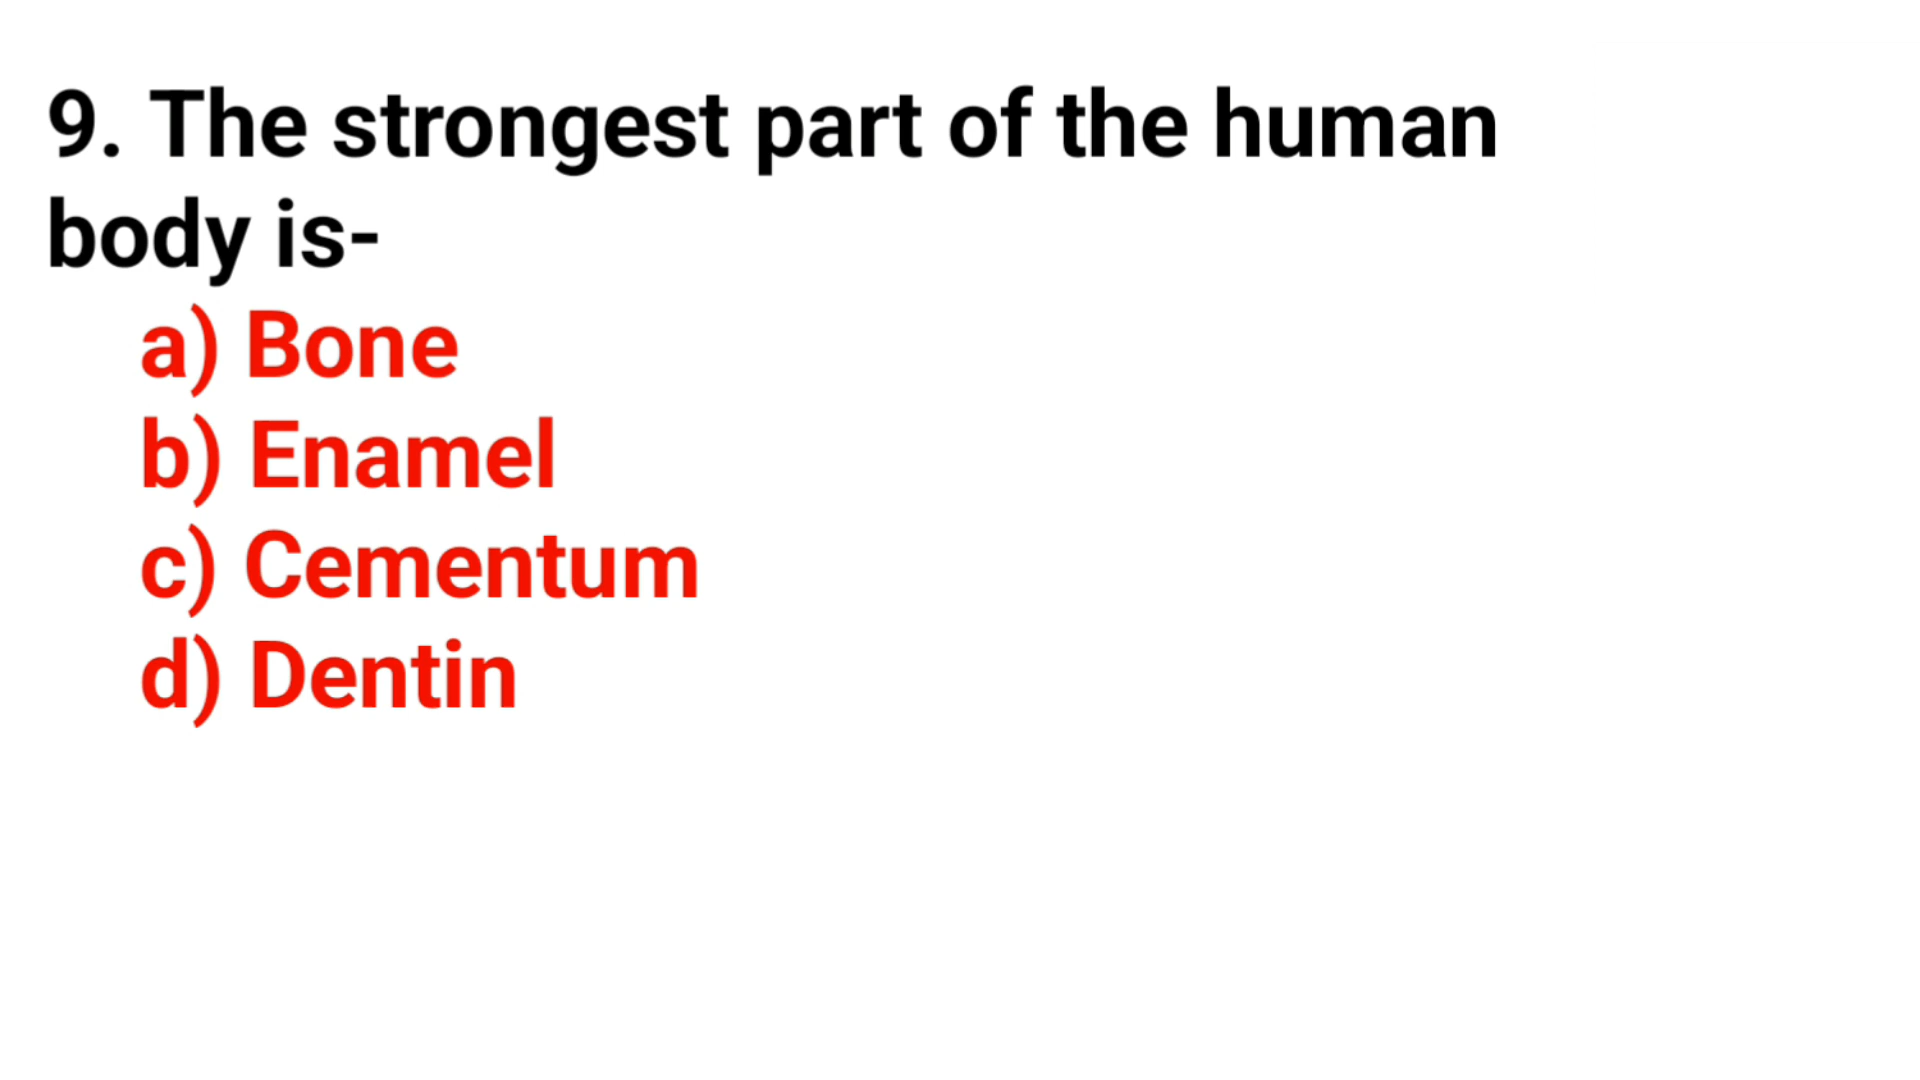 9. The strongest part of the human
body is-
a) Bone
b) Enamel
c) Cementum
d) Dentin